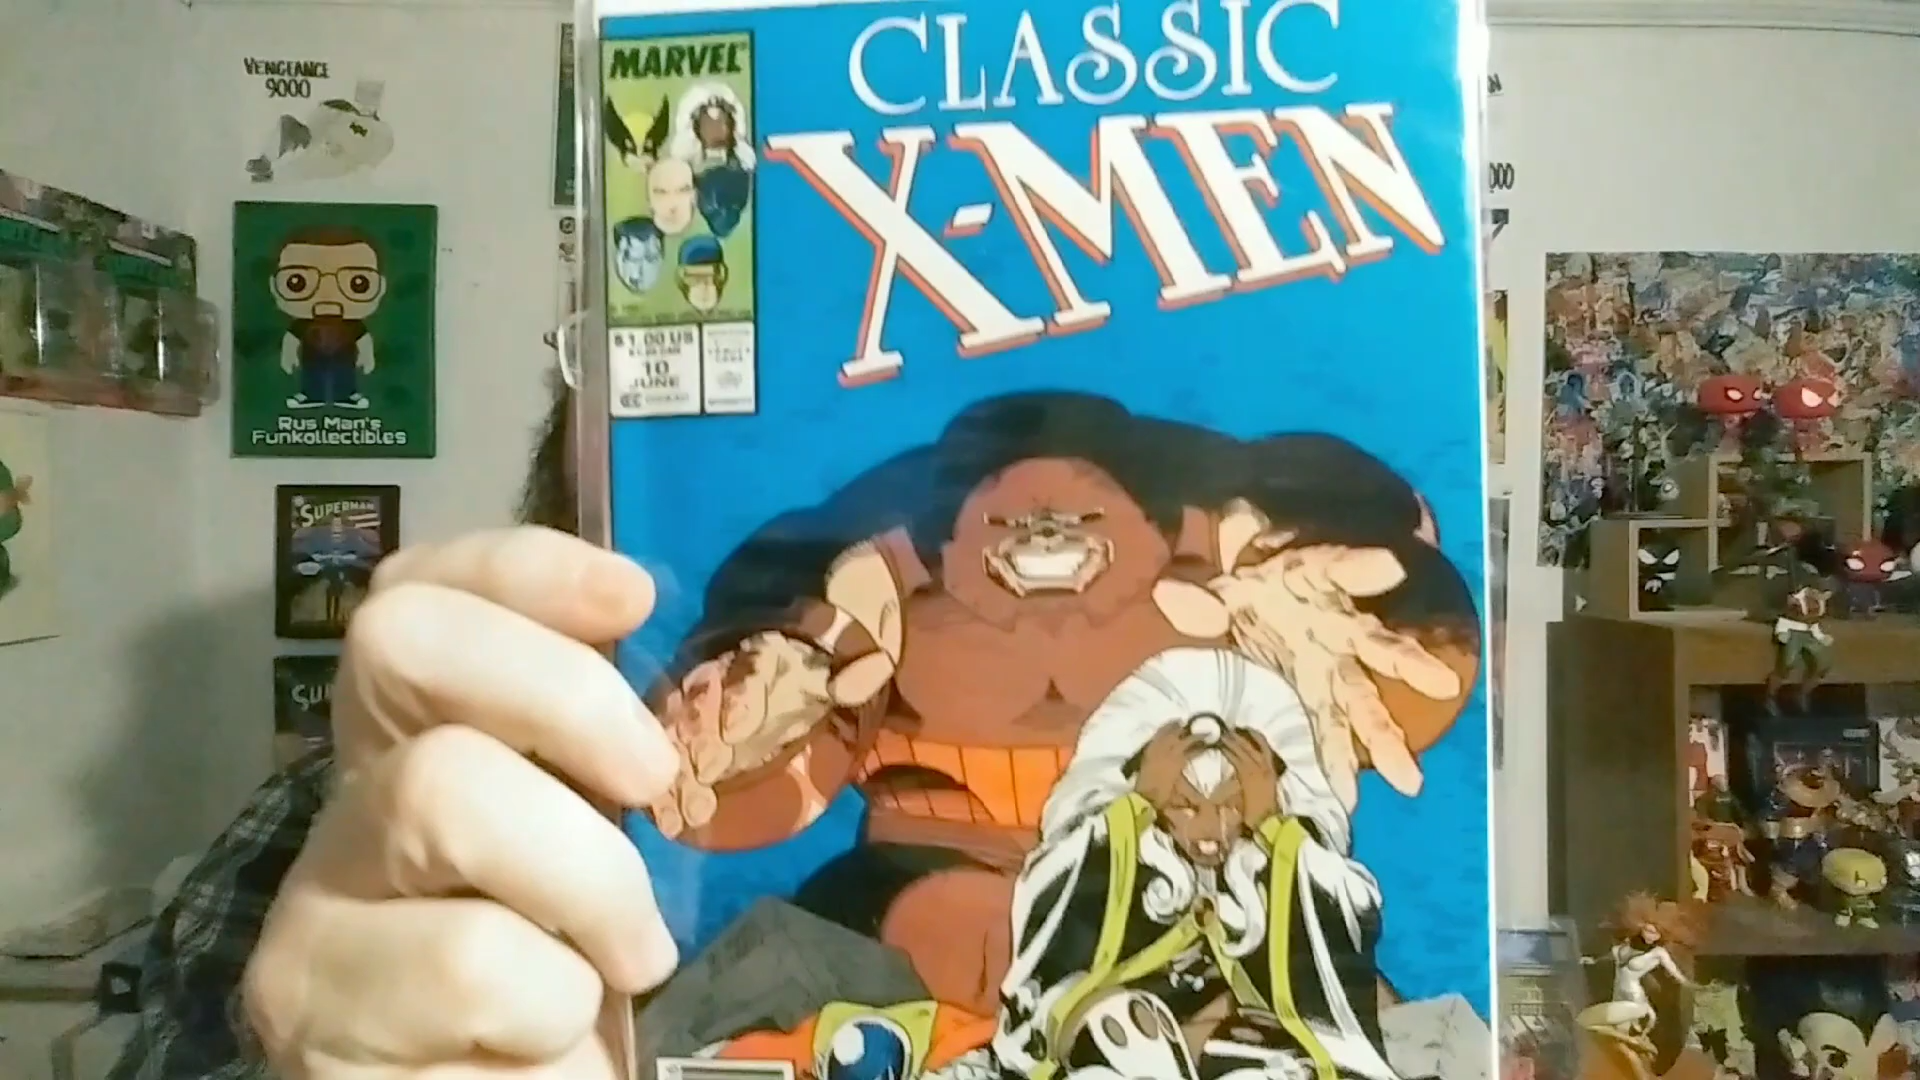 VENGEANCE
9000
Rus Man's
Funkollectibles
SUPERMAN
MARVEL
$1.00 US
10
JUNE
CLASSIC
X-MEN